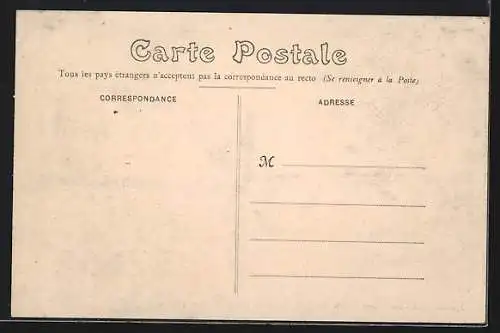 Carte Postale
Tous les pays étrangers n'acceptent pas la correspondance au recto (Se renseigner à la Poste)
CORRESPONDANCE
ADRESSE
M